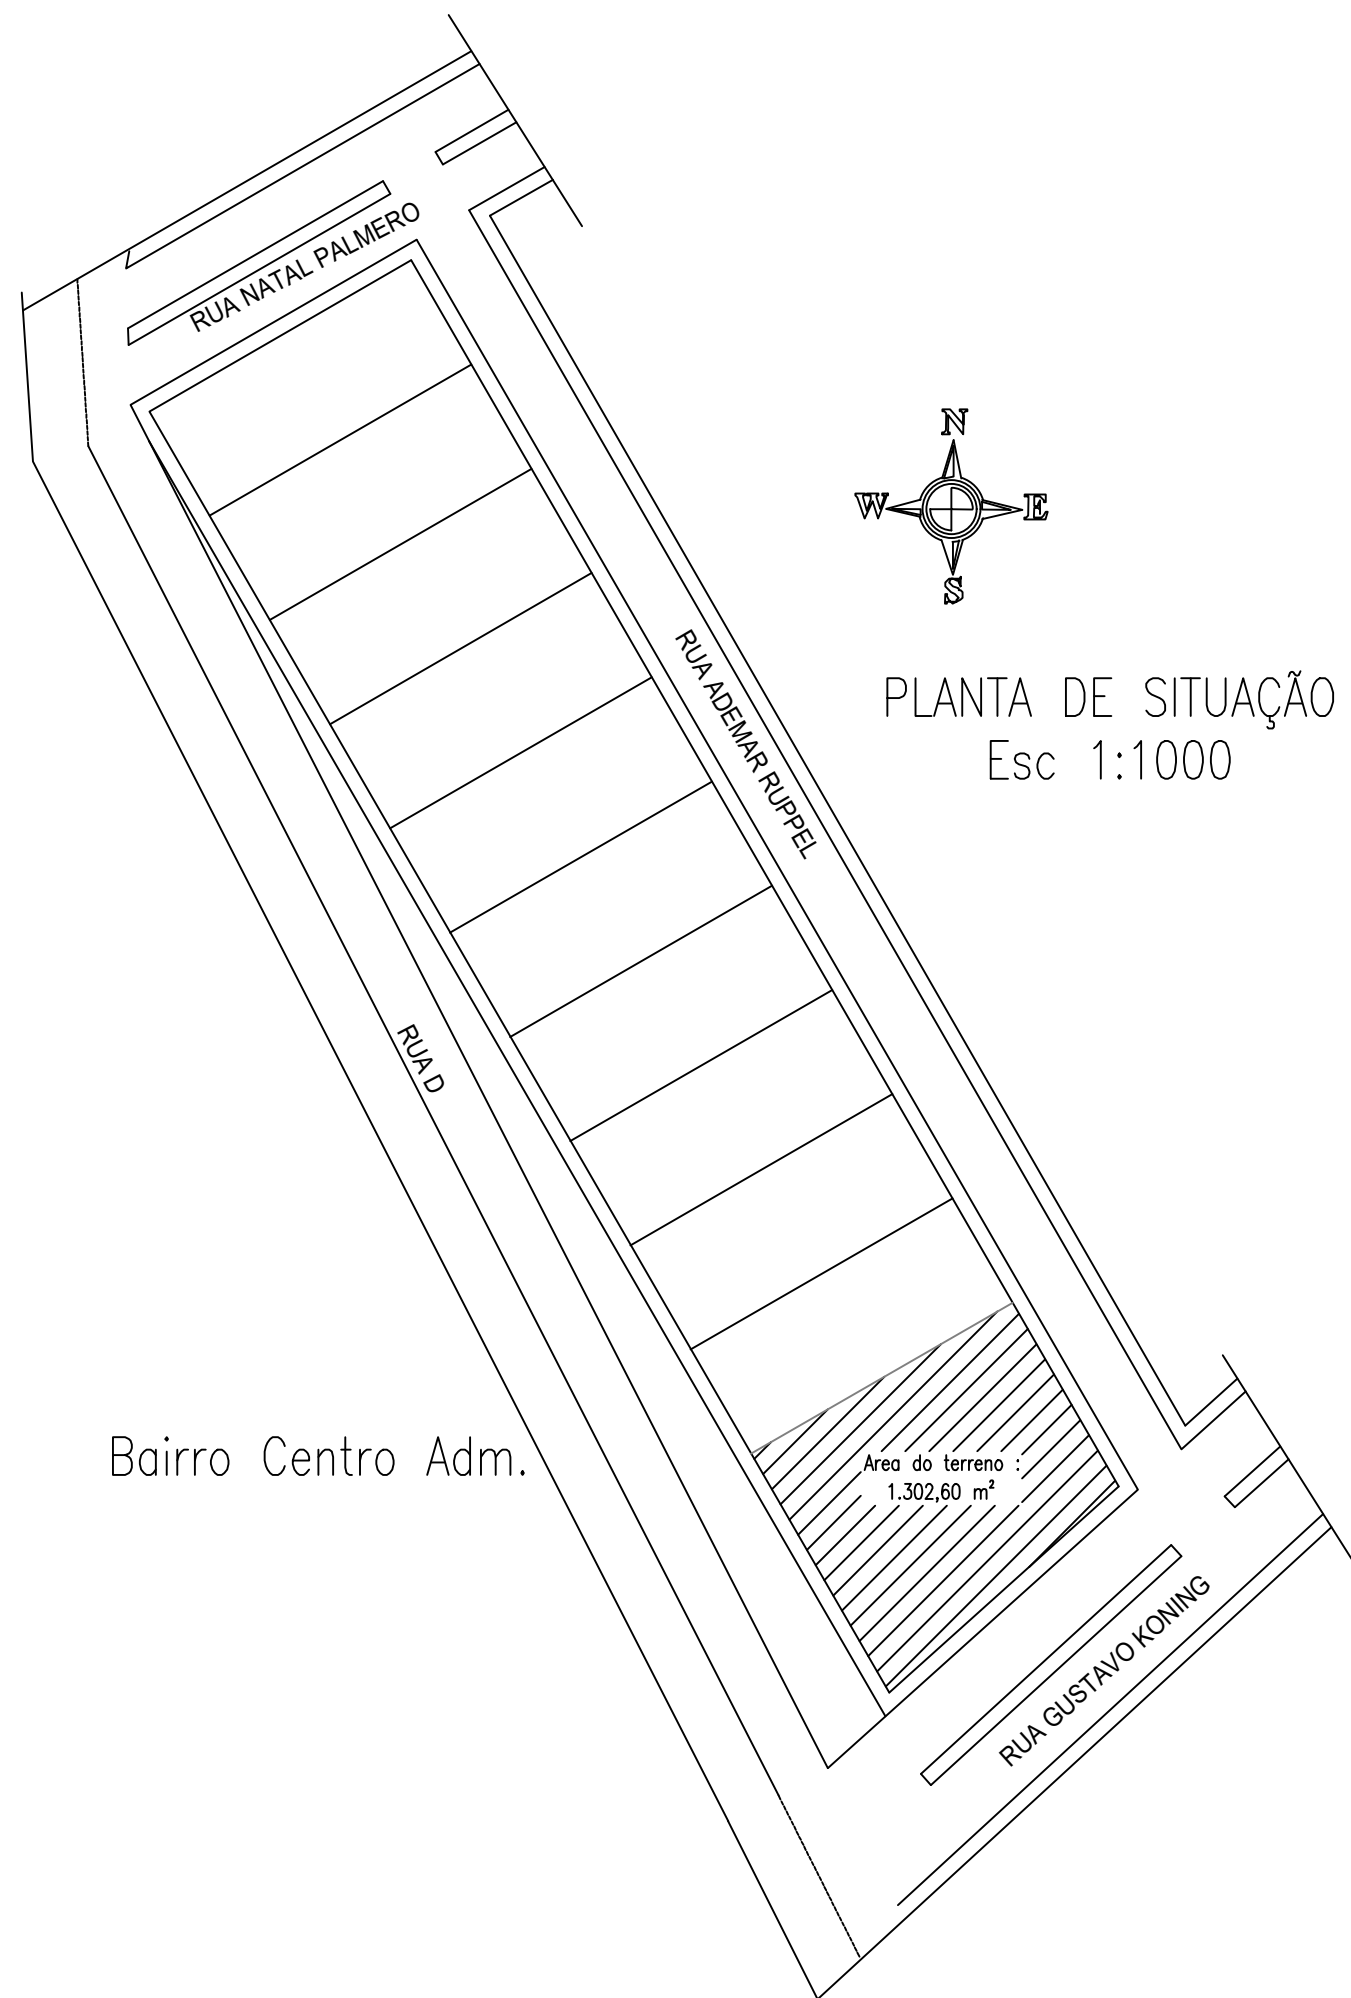 RUA NATAL PALMERO
N
W
E
S
RUA ADEMAR RUPPEL
PLANTA DE SITUAÇÃO
Esc 1:1000
RUA D
Bairro Centro Adm.
Area do terreno :
1.302,60 m²
RUA GUSTAVO KONING